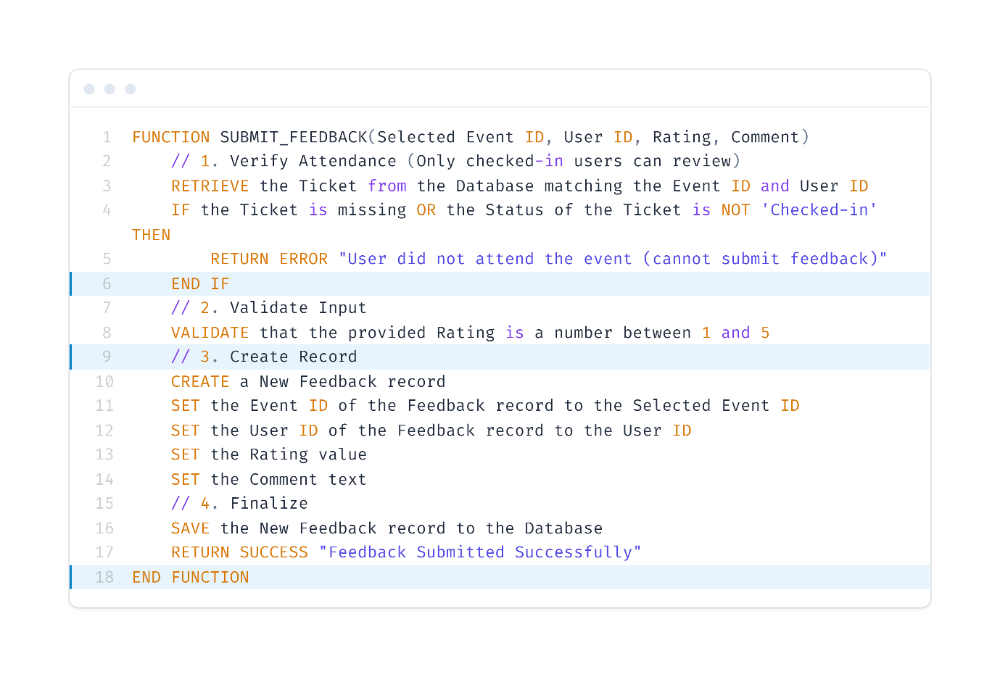 1 FUNCTION SUBMIT_FEEDBACK(Selected Event ID, User ID, Rating, Comment)
2 // 1. Verify Attendance (Only checked-in users can review)
3 RETRIEVE the Ticket from the Database matching the Event ID and User ID
4 IF the Ticket is missing OR the Status of the Ticket is NOT 'Checked-in'
THEN
5 RETURN ERROR "User did not attend the event (cannot submit feedback)"
6 END IF
7 // 2. Validate Input
8 VALIDATE that the provided Rating is a number between 1 and 5
9 // 3. Create Record
10 CREATE a New Feedback record
11 SET the Event ID of the Feedback record to the Selected Event ID
12 SET the User ID of the Feedback record to the User ID
13 SET the Rating value
14 SET the Comment text
15 // 4. Finalize
16 SAVE the New Feedback record to the Database
17 RETURN SUCCESS "Feedback Submitted Successfully"
18 END FUNCTION